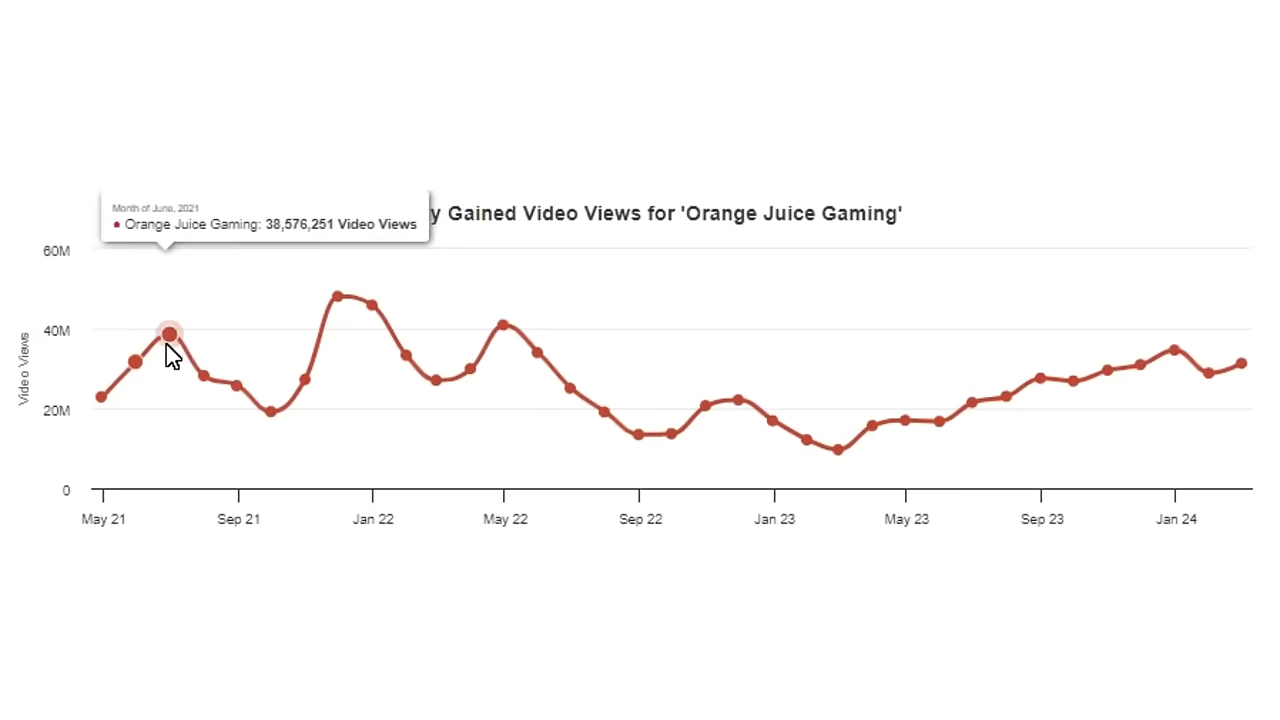 Month of June, 2021
● Orange Juice Gaming: 38,576,251 Video Views
y Gained Video Views for 'Orange Juice Gaming'
60M
40M
20M
0
Video Views
May 21
Sep 21
Jan 22
May 22
Sep 22
Jan 23
May 23
Sep 23
Jan 24